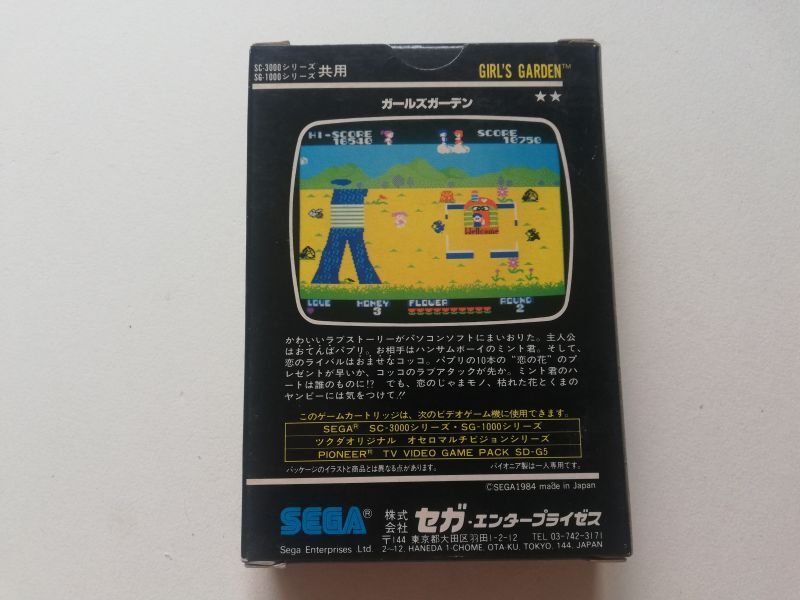 SC-3000シリーズ
SG-1000シリーズ 共用
GIRL'S GARDEN™
★★
ガールズガーデン
HI-SCORE
18540
SCORE
18750
Wellcome
LOVE HONEY FLOWER ROUND
3 2
かわいいラブストーリーがパソコンソフトにまいおりた。主人公
はおてんばパプリ。お相手はハンサムボーイのミント君。そして、
恋のライバルはおませなコッコ。パプリの10本の“恋の花”のプ
レゼントが早いか、コッコのラブアタックが先か。ミント君のハ
ートは誰のものに!? でも、恋のじゃまモノ、枯れた花とくまの
ヤンピーには気をつけて!!
このゲームカートリッジは、次のビデオゲーム機に使用できます。
SEGA® SC-3000シリーズ・SG-1000シリーズ
ツクダオリジナル オセロマルチビジョンシリーズ
PIONEER® TV VIDEO GAME PACK SD-G5
パッケージのイラストと商品とは異なる点があります。
パイオニア製は一人専用です。
©SEGA1984 made in Japan
SEGA® 株式会社 セガ・エンタープライゼス
〒144 東京都大田区羽田1-2-12 TEL 03-742-3171
Sega Enterprises Ltd. 2-12, HANEDA 1-CHOME, OTA-KU, TOKYO, 144, JAPAN